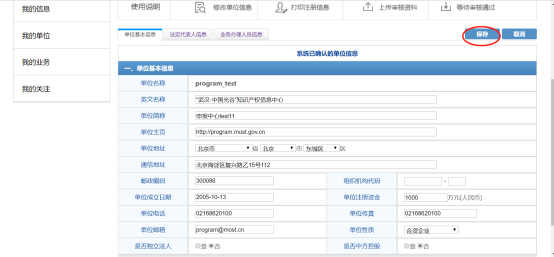 我的信息
我的单位
我的业务
我的关注
使用说明 修改单位信息 打印注册信息 上传审核资料 等待审核通过
单位基本信息 法定代表人信息 业务办理人员信息 保存 取消
系统已确认的单位信息
一、单位基本信息
单位名称 program_test
英文名称 "武汉·中国光谷"知识产权信息中心
单位简称 申报中心test11
单位主页 http://program.most.gov.cn
单位地址 北京市 省 北京 市 东城区 区
通信地址 北京海淀区复兴路乙15号112
邮政编码 300086 组织机构代码 -
单位成立日期 2005-10-13 单位注册资金 1000 万元(人民币)
单位电话 02168620100 单位传真 02168620100
单位邮箱 program@most.cn 单位性质 合资企业
是否独立法人 是 否 是否中方控股 是 否